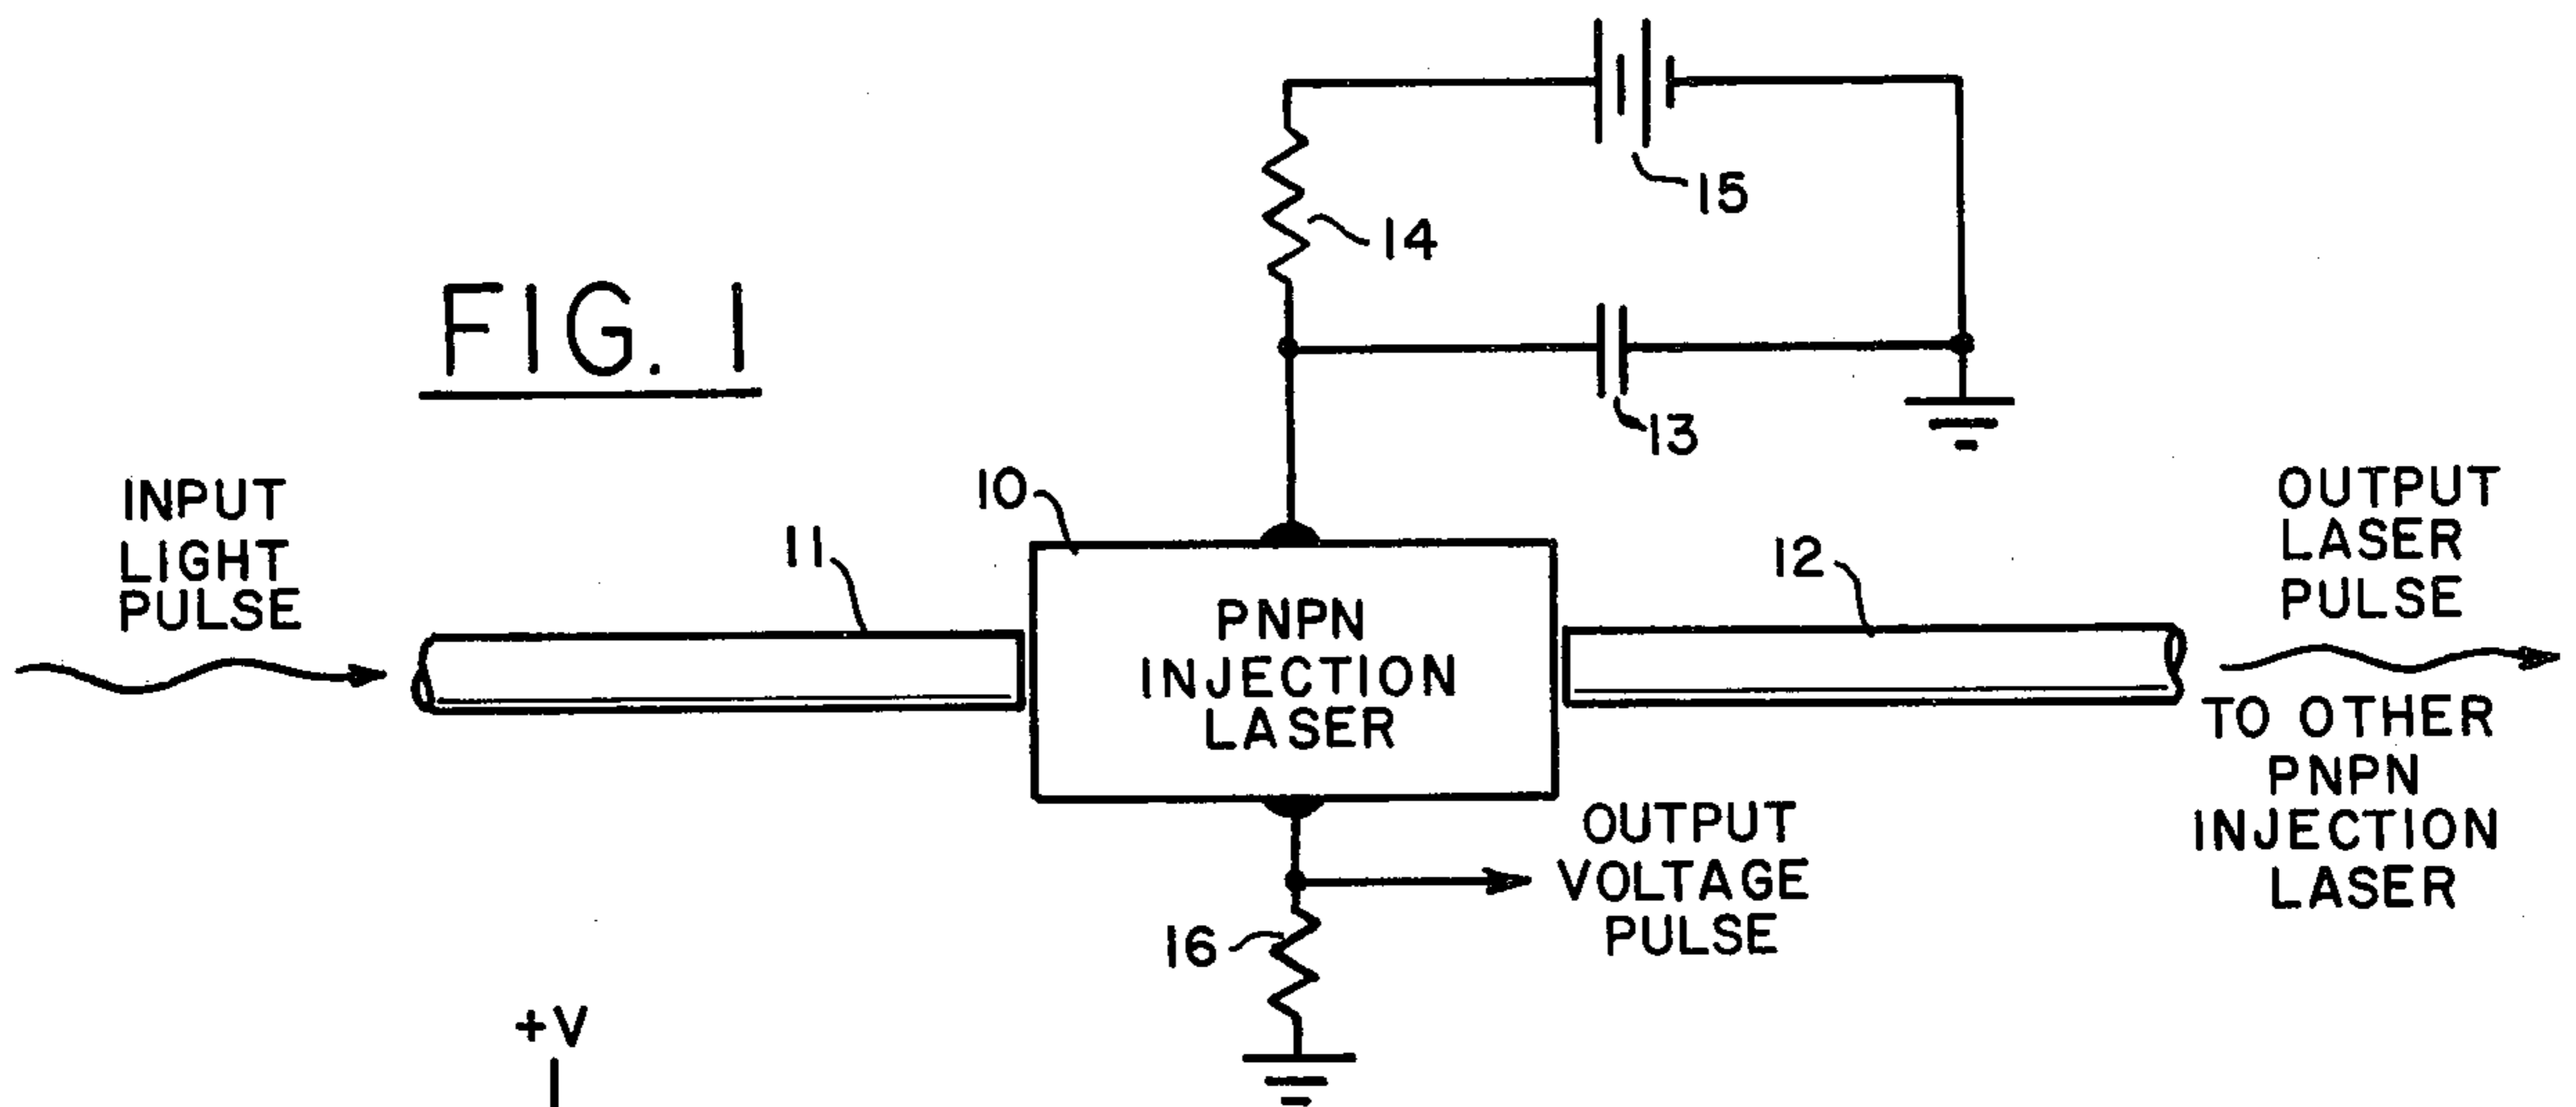 15
14
FIG. 1
13
INPUT
LIGHT
PULSE
10
11
PNPN
INJECTION
LASER
12
OUTPUT
LASER
PULSE
TO OTHER
PNPN
INJECTION
LASER
OUTPUT
VOLTAGE
PULSE
16
+V